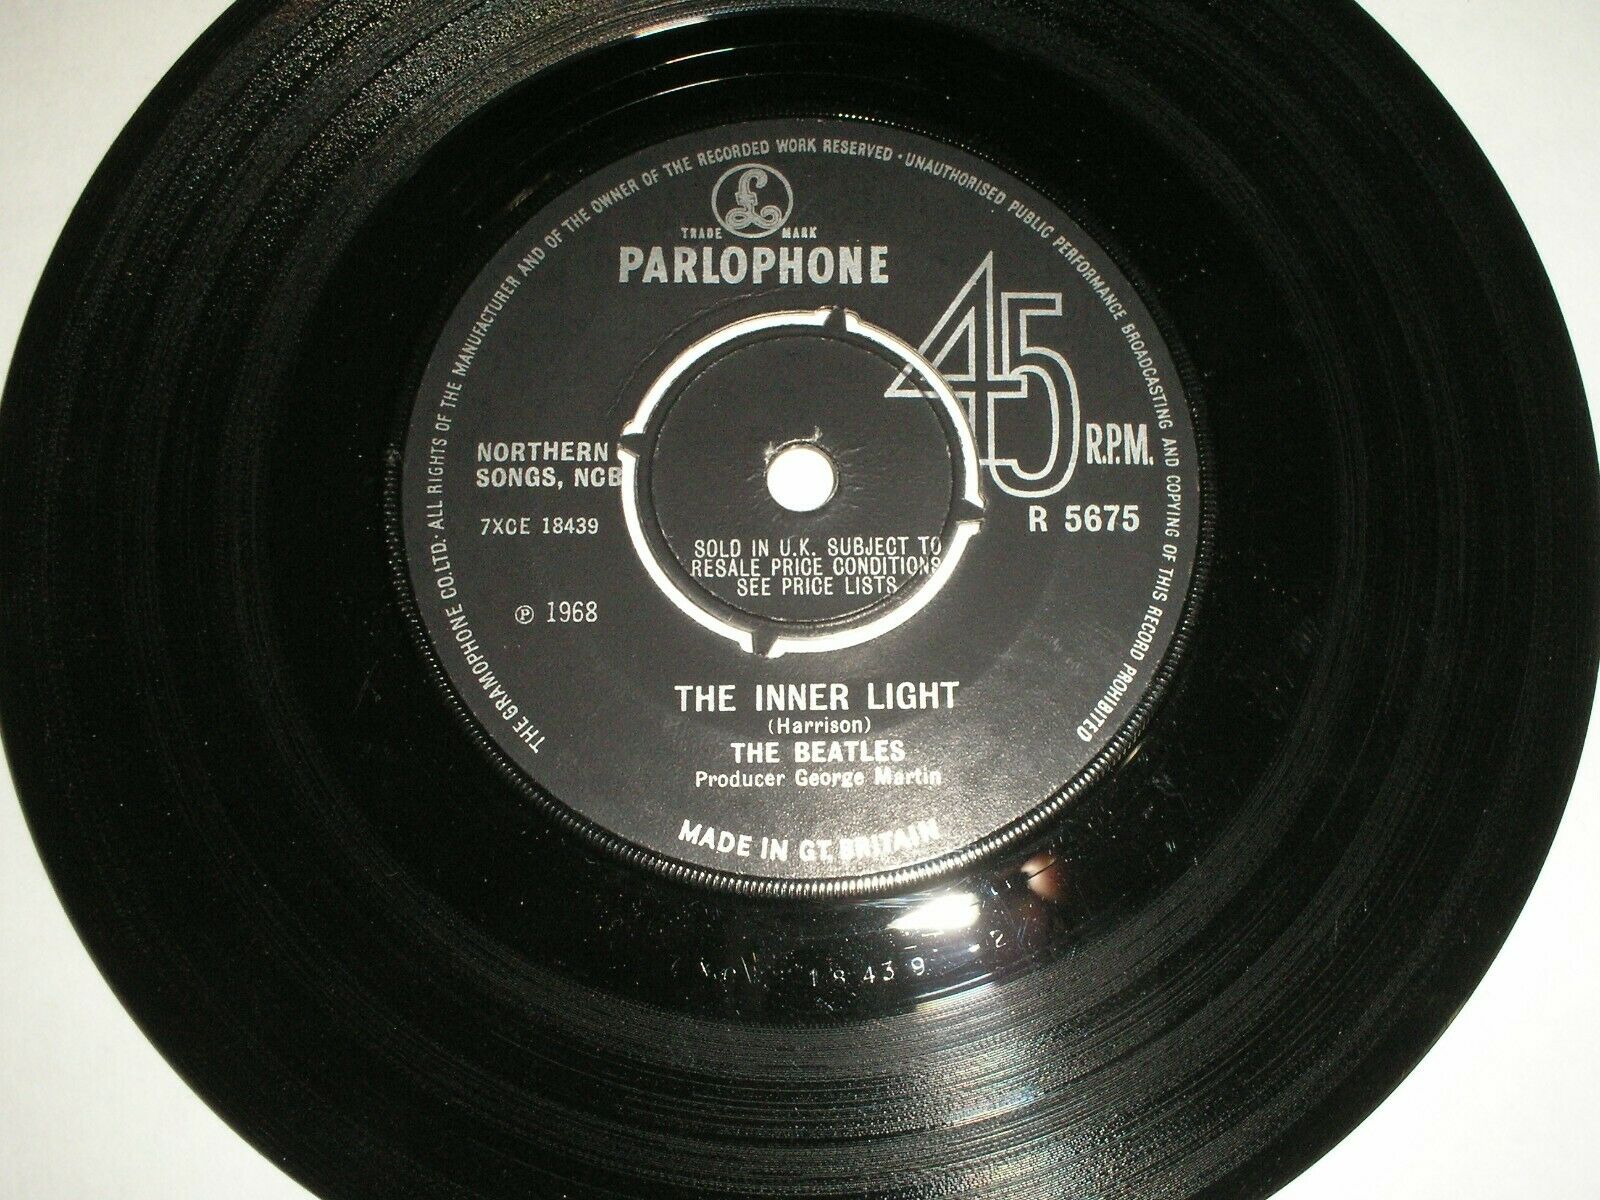 THE GRAMOPHONE CO. LTD. ALL RIGHTS OF THE MANUFACTURER AND OF THE OWNER OF THE RECORDED WORK RESERVED · UNAUTHORISED PUBLIC PERFORMANCE BROADCASTING AND COPYING OF THIS RECORD PROHIBITED
£
TRADE MARK
PARLOPHONE
45 R.P.M.
NORTHERN
SONGS, NCB
7XCE 18439
R 5675
SOLD IN U.K. SUBJECT TO
RESALE PRICE CONDITIONS
SEE PRICE LISTS
℗ 1968
THE INNER LIGHT
(Harrison)
THE BEATLES
Producer George Martin
MADE IN GT. BRITAIN
18439
2